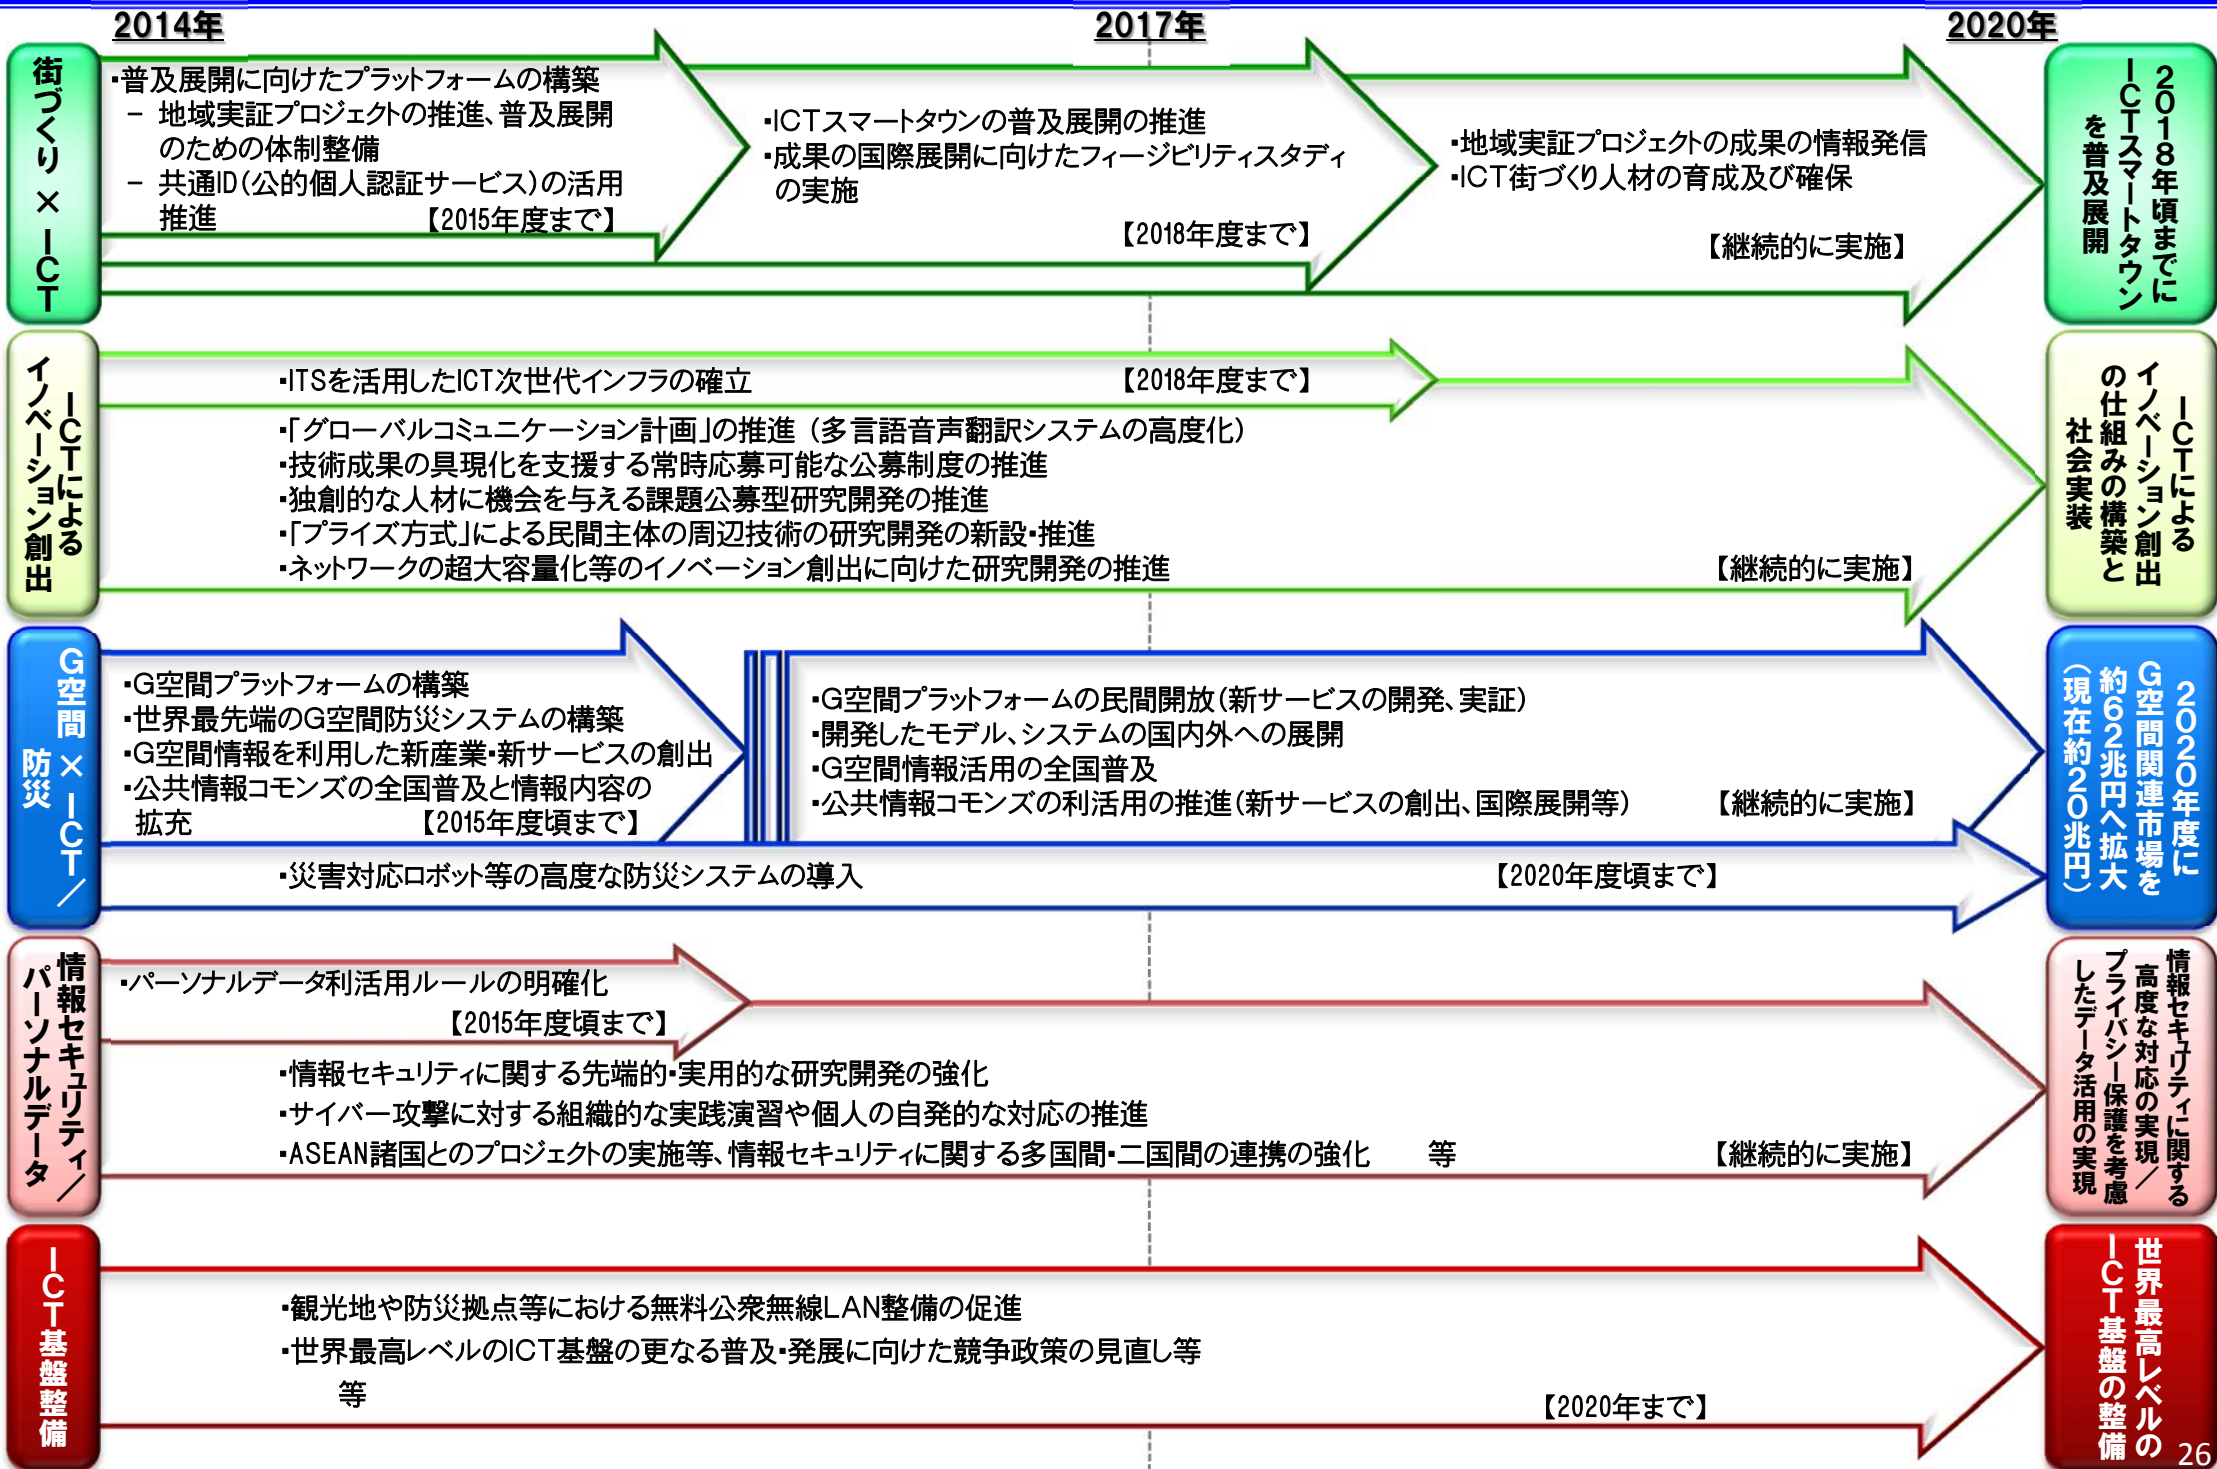 2014年
2017年
2020年
街づくり×ICT
・普及展開に向けたプラットフォームの構築
－ 地域実証プロジェクトの推進、普及展開
のための体制整備
－ 共通ID（公的個人認証サービス）の活用
推進
【2015年度まで】
・ICTスマートタウンの普及展開の推進
・成果の国際展開に向けたフィージビリティスタディ
の実施
【2018年度まで】
・地域実証プロジェクトの成果の情報発信
・ICT街づくり人材の育成及び確保
【継続的に実施】
2018年頃までに
ICTスマートタウン
を普及展開
ICTによる
イノベーション創出
・ITSを活用したICT次世代インフラの確立
【2018年度まで】
・「グローバルコミュニケーション計画」の推進（多言語音声翻訳システムの高度化）
・技術成果の具現化を支援する常時応募可能な公募制度の推進
・独創的な人材に機会を与える課題公募型研究開発の推進
・「プライズ方式」による民間主体の周辺技術の研究開発の新設・推進
・ネットワークの超大容量化等のイノベーション創出に向けた研究開発の推進
【継続的に実施】
ICTによる
イノベーション創出
の仕組みの構築と
社会実装
G空間×ICT／
防災
・G空間プラットフォームの構築
・世界最先端のG空間防災システムの構築
・G空間情報を利用した新産業・新サービスの創出
・公共情報コモンズの全国普及と情報内容の
拡充
【2015年度頃まで】
・G空間プラットフォームの民間開放（新サービスの開発、実証）
・開発したモデル、システムの国内外への展開
・G空間情報活用の全国普及
・公共情報コモンズの利活用の推進（新サービスの創出、国際展開等）
【継続的に実施】
・災害対応ロボット等の高度な防災システムの導入
【2020年度頃まで】
2020年度に
G空間関連市場を
約62兆円へ拡大
（現在約20兆円）
情報セキュリティ／
パーソナルデータ
・パーソナルデータ利活用ルールの明確化
【2015年度頃まで】
・情報セキュリティに関する先端的・実用的な研究開発の強化
・サイバー攻撃に対する組織的な実践演習や個人の自発的な対応の推進
・ASEAN諸国とのプロジェクトの実施等、情報セキュリティに関する多国間・二国間の連携の強化 等
【継続的に実施】
情報セキュリティに関する
高度な対応の実現／
プライバシー保護を考慮
したデータ活用の実現
ICT基盤整備
・観光地や防災拠点等における無料公衆無線LAN整備の促進
・世界最高レベルのICT基盤の更なる普及・発展に向けた競争政策の見直し等
等
【2020年まで】
世界最高レベルの
ICT基盤の整備
26